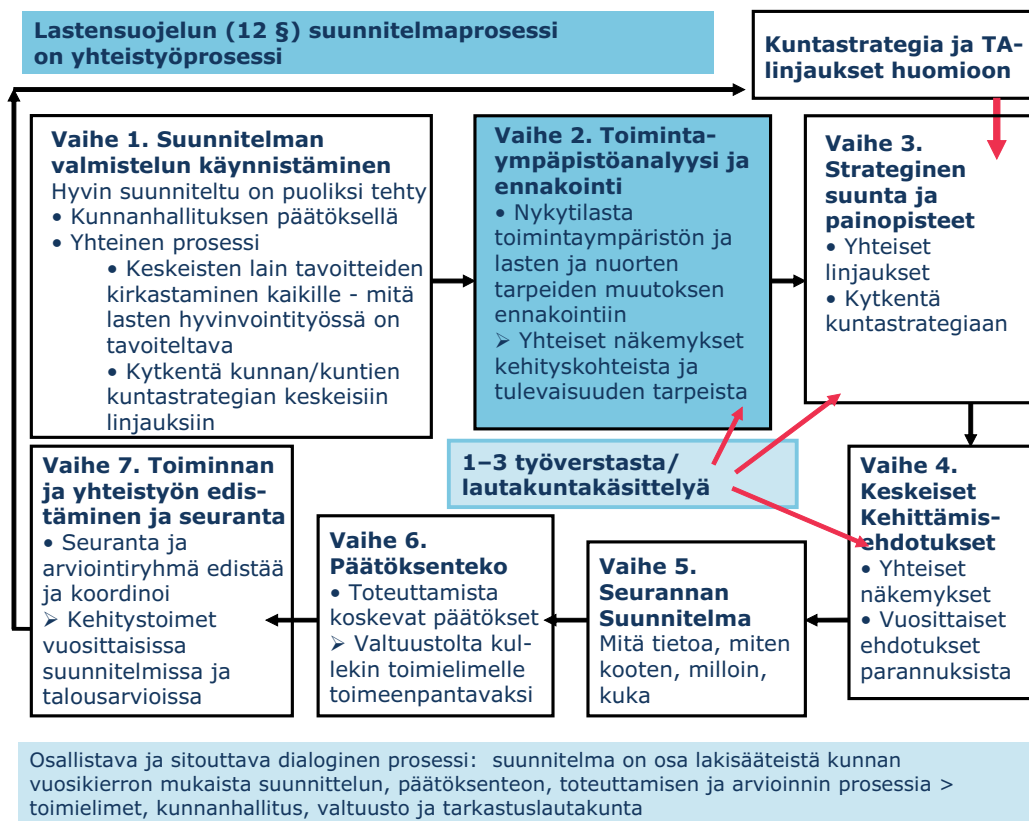 Lastensuojelun (12 §) suunnitelmaprosessi
on yhteistyöprosessi
Kuntastrategia ja TA-
linjaukset huomioon
Vaihe 1. Suunnitelman
valmistelun käynnistäminen
Hyvin suunniteltu on puoliksi tehty
• Kunnanhallituksen päätöksellä
• Yhteinen prosessi
• Keskeisten lain tavoitteiden
kirkastaminen kaikille - mitä
lasten hyvinvointityössä on
tavoiteltava
• Kytkentä kunnan/kuntien
kuntastrategian keskeisiin
linjauksiin
Vaihe 2. Toiminta-
ympäpistöanalyysi ja
ennakointi
• Nykytilasta
toimintaympäristön ja
lasten ja nuorten
tarpeiden muutoksen
ennakointiin
➢ Yhteiset näkemykset
kehityskohteista ja
tulevaisuuden tarpeista
Vaihe 3.
Strateginen
suunta ja
painopisteet
• Yhteiset
linjaukset
• Kytkentä
kuntastrategiaan
1–3 työverstasta/
lautakuntakäsittelyä
Vaihe 4.
Keskeiset
Kehittämis-
ehdotukset
• Yhteiset
näkemykset
• Vuosittaiset
ehdotukset
parannuksista
Vaihe 5.
Seurannan
Suunnitelma
Mitä tietoa, miten
kooten, milloin,
kuka
Vaihe 6.
Päätöksenteko
• Toteuttamista
koskevat päätökset
➢ Valtuustolta kul-
lekin toimielimelle
toimeenpantavaksi
Vaihe 7. Toiminnan
ja yhteistyön edis-
täminen ja seuranta
• Seuranta ja
arviointiryhmä edistää
ja koordinoi
➢ Kehitystoimet
vuosittaisissa
suunnitelmissa ja
talousarvioissa
Osallistava ja sitouttava dialoginen prosessi: suunnitelma on osa lakisääteistä kunnan
vuosikierron mukaista suunnittelun, päätöksenteon, toteuttamisen ja arvioinnin prosessia >
toimielimet, kunnanhallitus, valtuusto ja tarkastuslautakunta